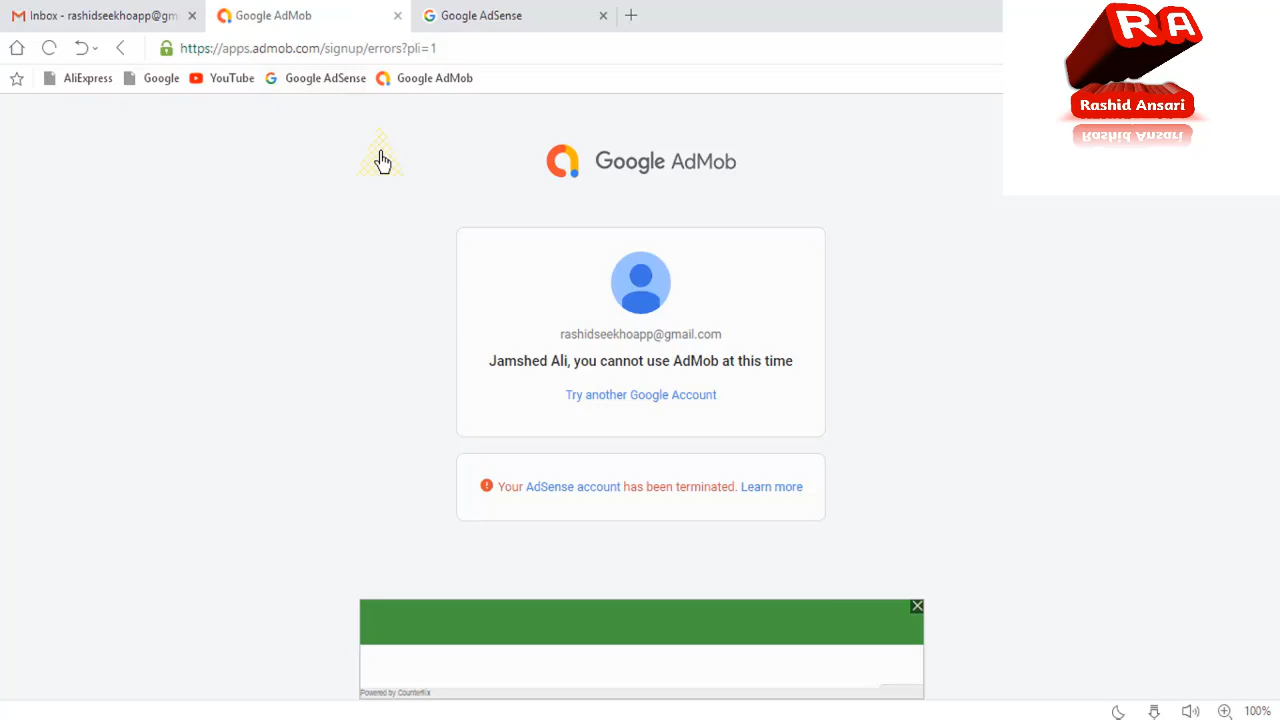 Inbox - rashidseekhoapp@gm
Google AdMob
Google AdSense
https://apps.admob.com/signup/errors?pli=1
AliExpress
Google
YouTube
Google AdSense
Google AdMob
RA
Rashid Ansari
Google AdMob
rashidseekhoapp@gmail.com
Jamshed Ali, you cannot use AdMob at this time
Try another Google Account
Your AdSense account has been terminated. Learn more
Powered by Counterflix
100%